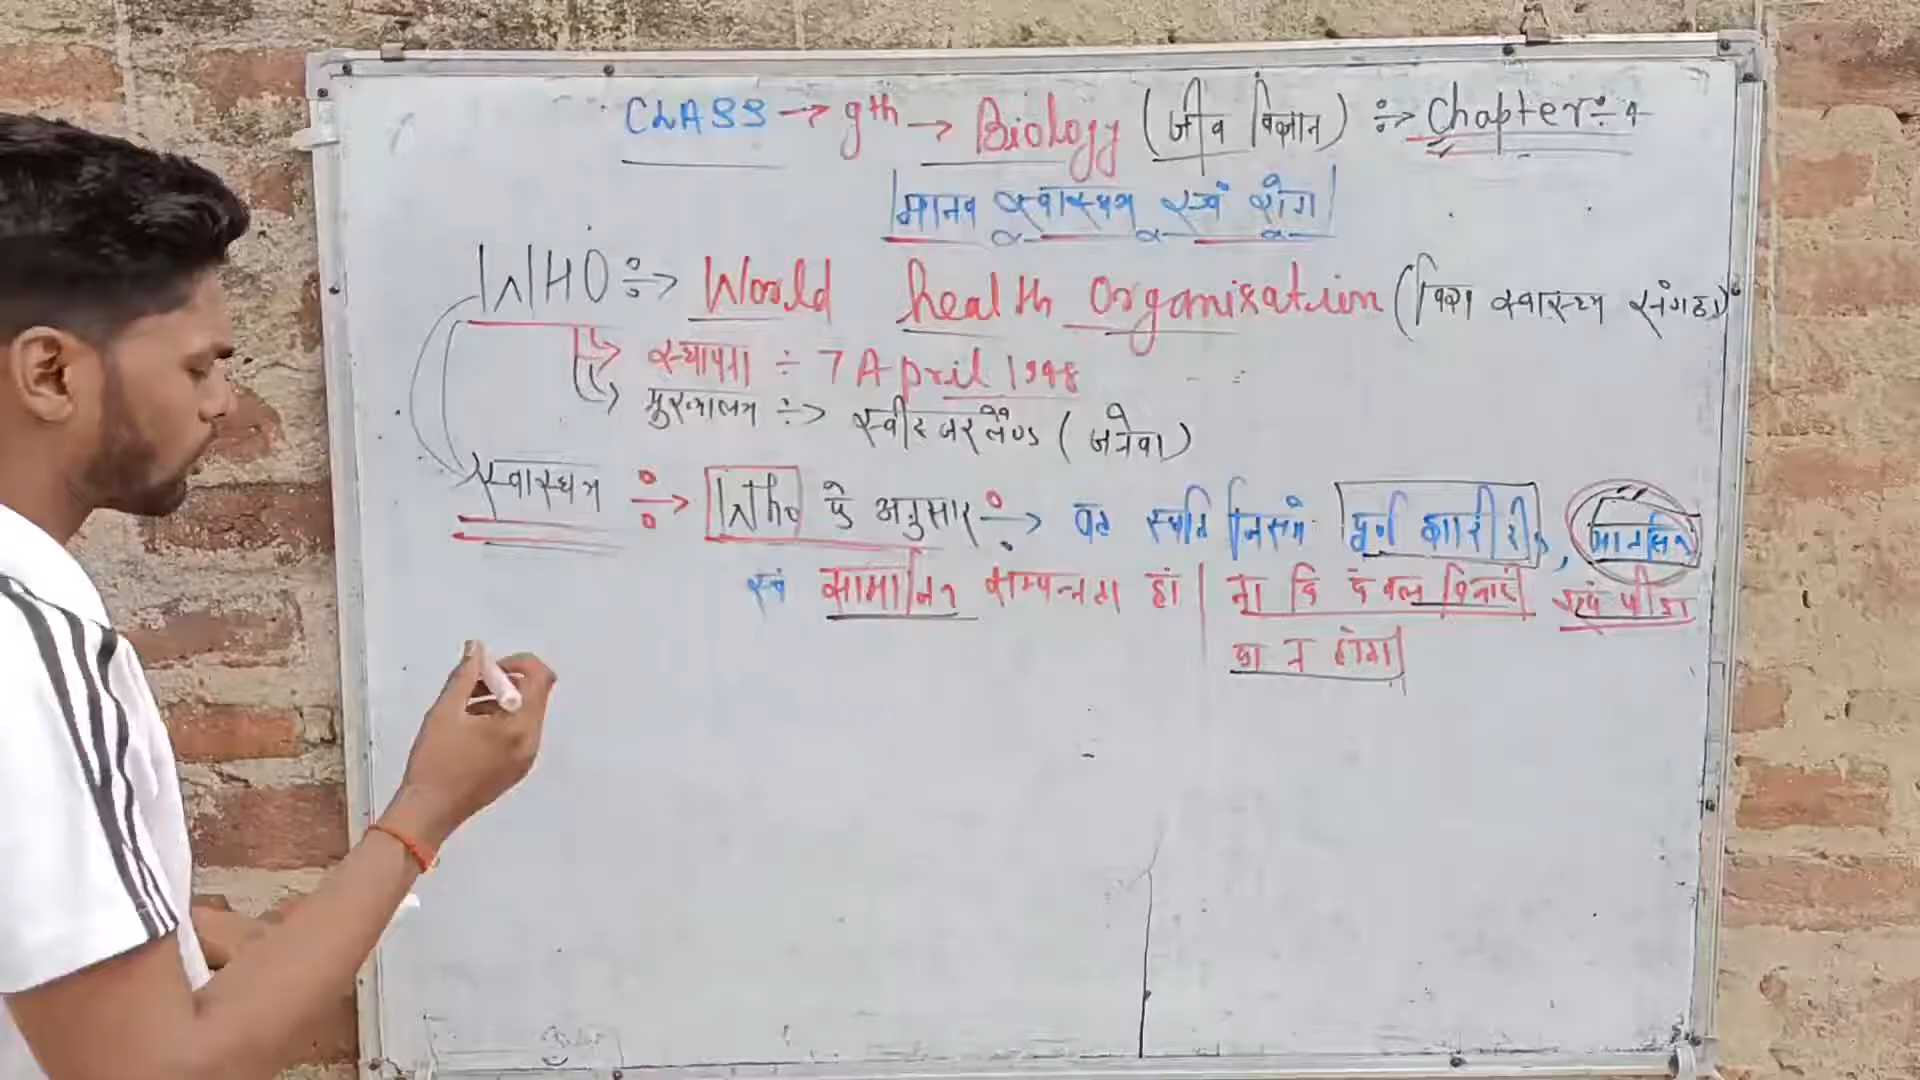 CLASS → 9th → Biology (जीव विज्ञान) ÷> Chapter ÷ 1
मानव स्वास्थ्य एवं रोग
WHO ÷> World health Organisation (विश्व स्वास्थ्य संगठन)
स्थापना ÷ 7 April 1948
मुख्यालय ÷> स्वीटजरलैण्ड (जनेवा)
स्वास्थ्य ÷> Who के अनुसार ÷> वह स्थिति जिसमें पूर्ण शारीरिक, मानसिक
एवं सामाजिक सम्पन्नता हो | ना कि केवल बिमारी एवं पीडा
का न होना